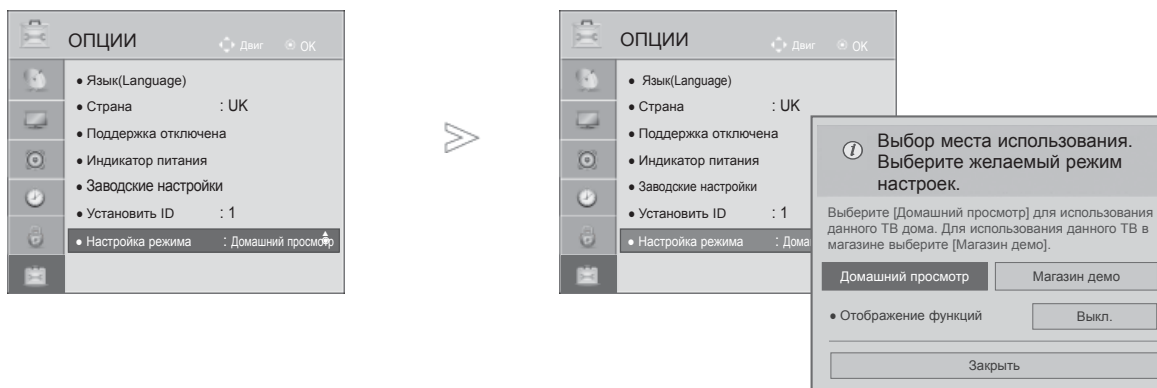 ОПЦИИ
Двиг
OK
● Язык(Language)
● Страна : UK
● Поддержка отключена
● Индикатор питания
● Заводские настройки
● Установить ID : 1
● Настройка режима : Домашний просмотр
ОПЦИИ
Двиг
OK
● Язык(Language)
● Страна : UK
● Поддержка отключена
● Индикатор питания
● Заводские настройки
● Установить ID : 1
● Настройка режима : Дома
Выбор места использования.
Выберите желаемый режим
настроек.
Выберите [Домашний просмотр] для использования
данного ТВ дома. Для использования данного ТВ в
магазине выберите [Магазин демо].
Домашний просмотр
Магазин демо
● Отображение функций
Выкл.
Закрыть